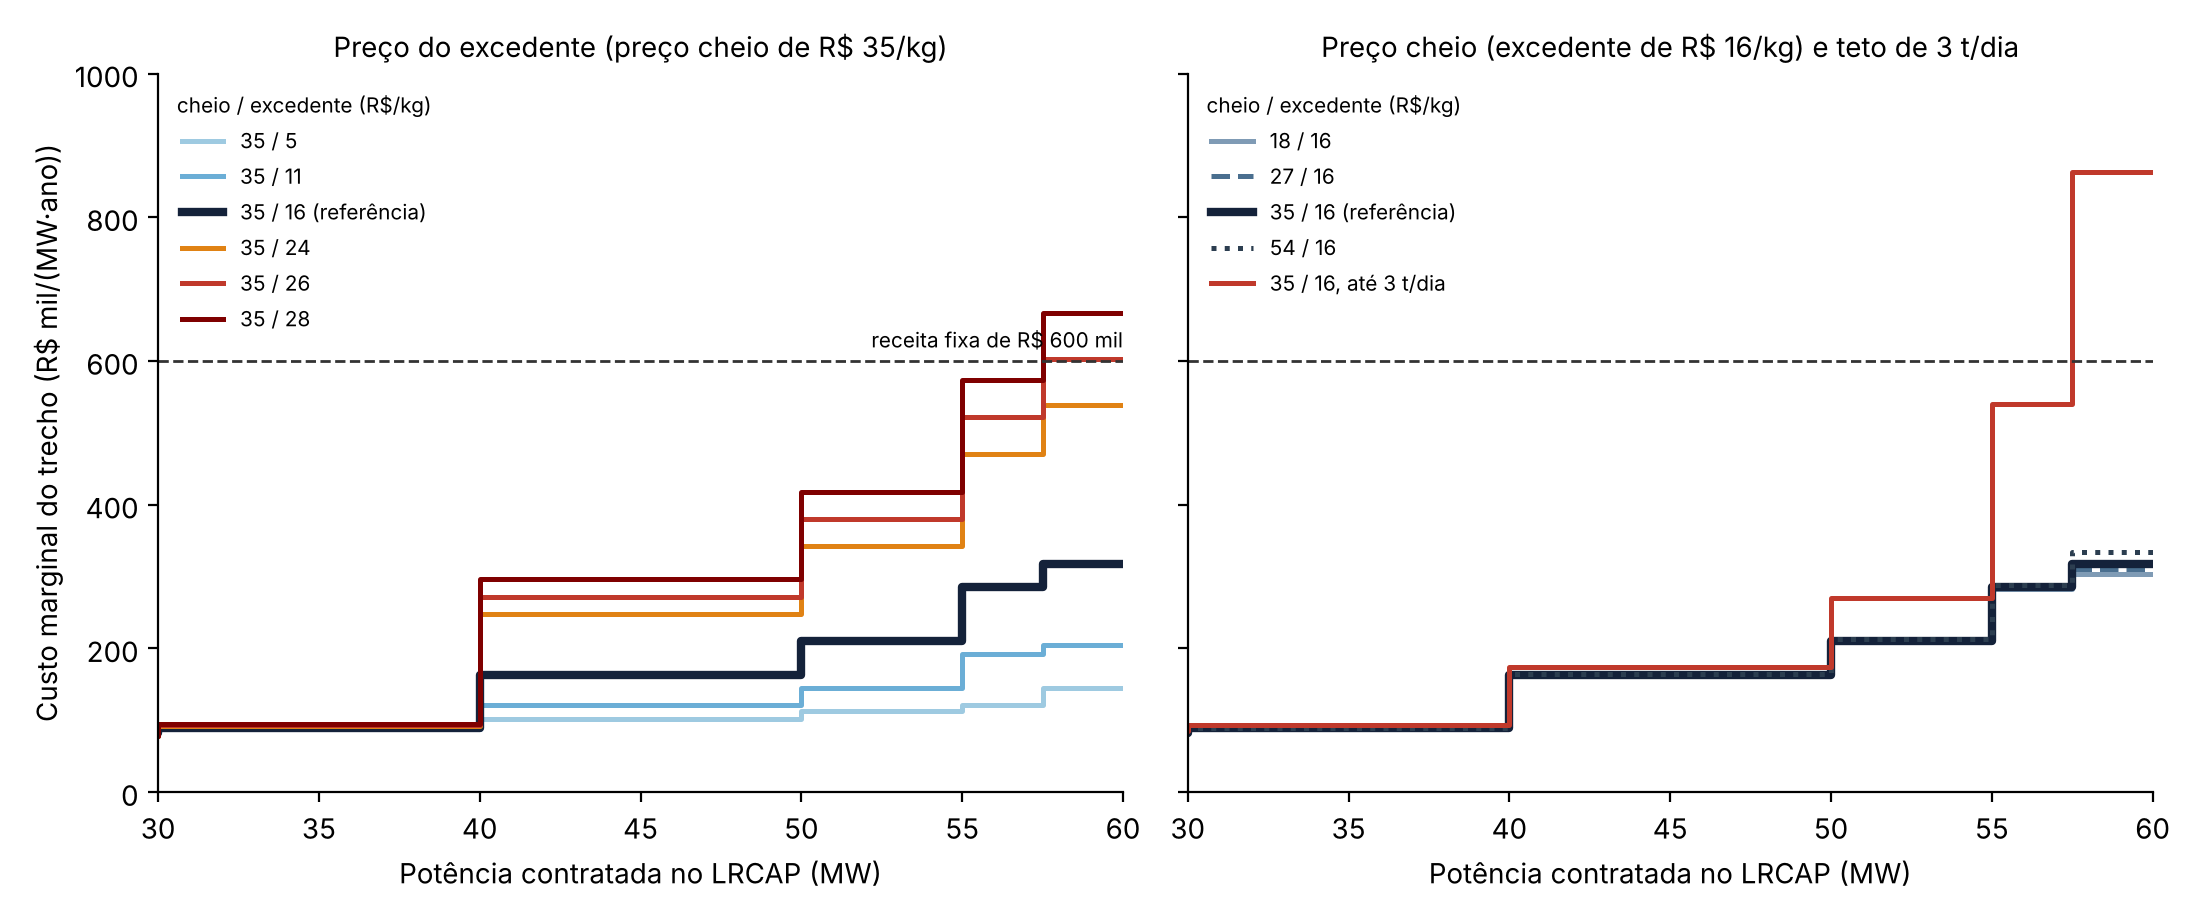 Preço do excedente (preço cheio de R$ 35/kg)
Custo marginal do trecho (R$ mil/(MW·ano))
1000
800
600
400
200
0
cheio / excedente (R$/kg)
35 / 5
35 / 11
35 / 16 (referência)
35 / 24
35 / 26
35 / 28
receita fixa de R$ 600 mil
30 35 40 45 50 55 60
Potência contratada no LRCAP (MW)
Preço cheio (excedente de R$ 16/kg) e teto de 3 t/dia
cheio / excedente (R$/kg)
18 / 16
27 / 16
35 / 16 (referência)
54 / 16
35 / 16, até 3 t/dia
30 35 40 45 50 55 60
Potência contratada no LRCAP (MW)